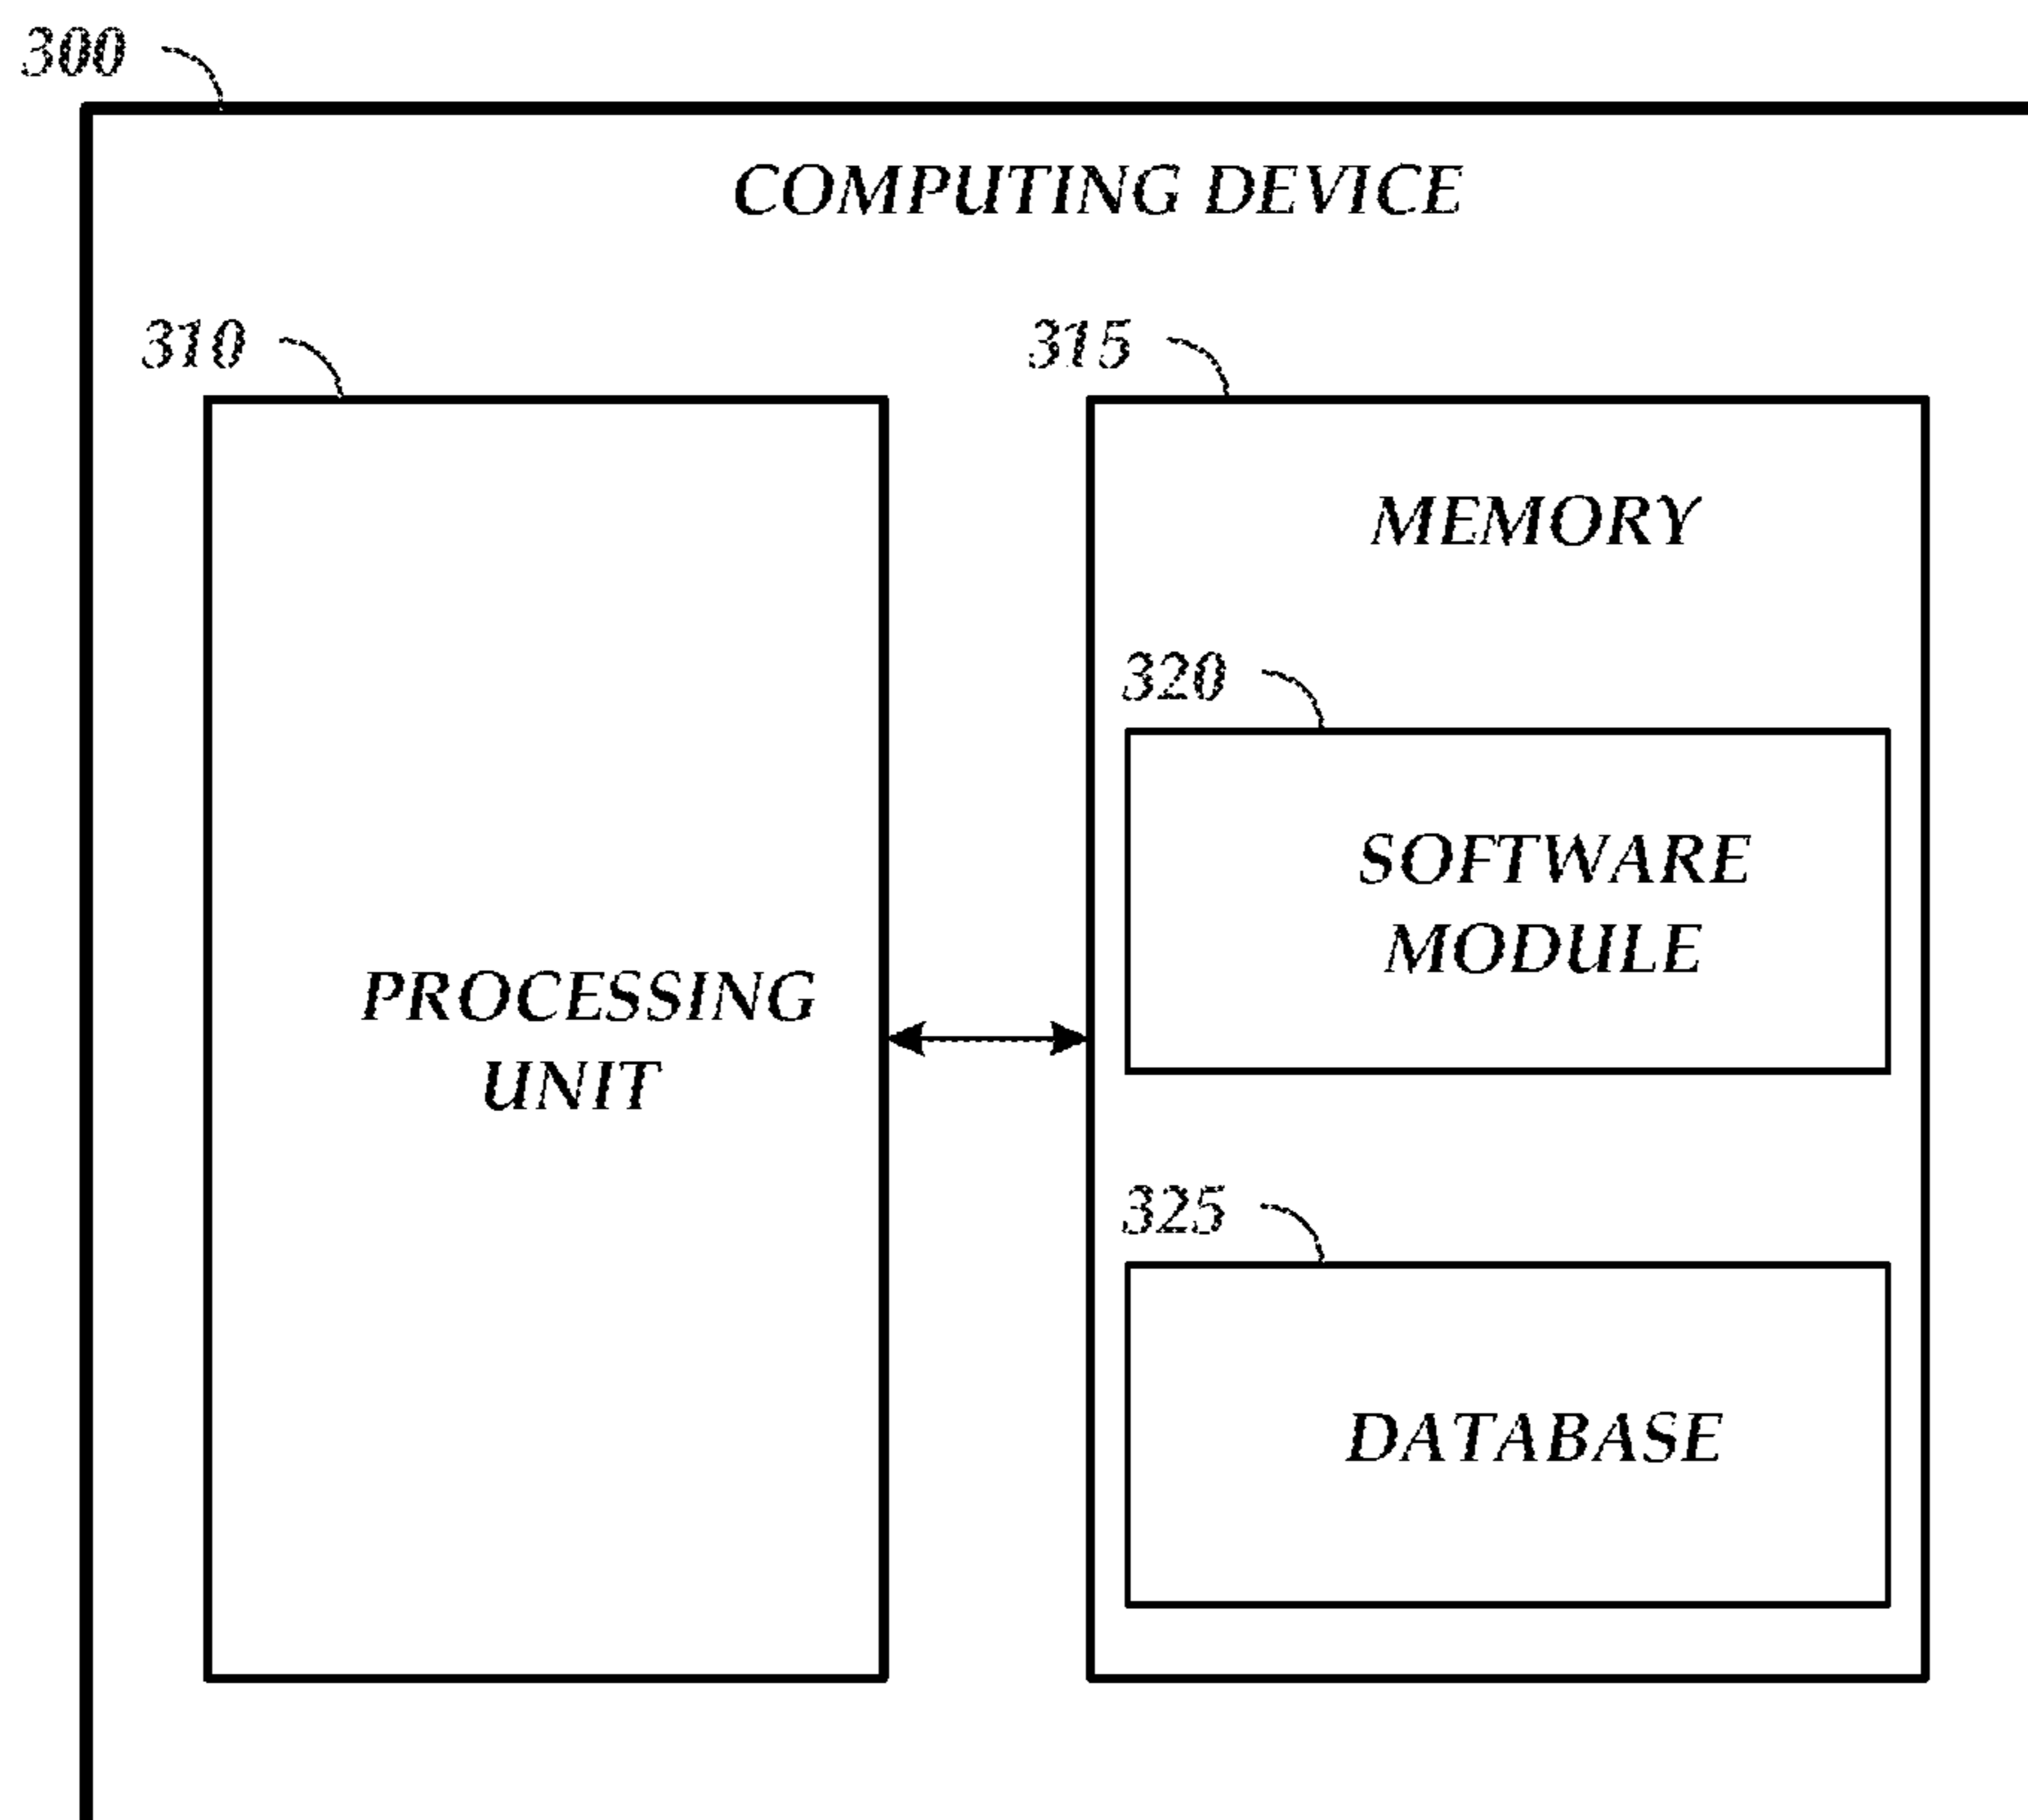 300
COMPUTING DEVICE
310
315
MEMORY
320
SOFTWARE
MODULE
PROCESSING
UNIT
325
DATABASE